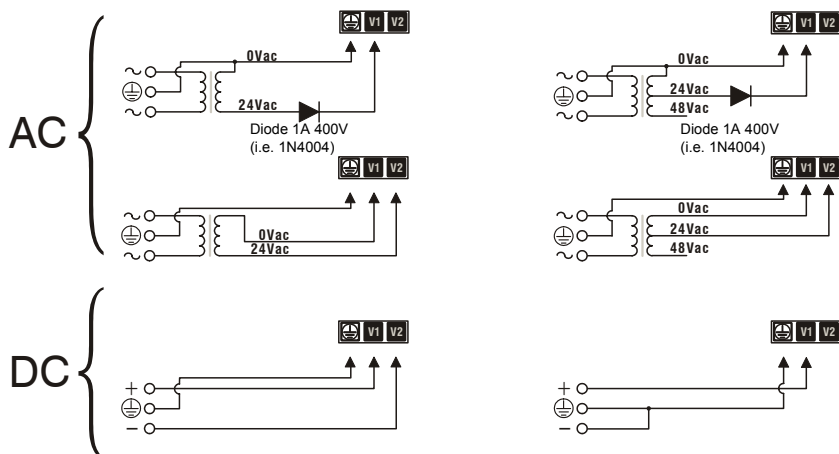 V1 V2
0Vac
24Vac
Diode 1A 400V
(i.e. 1N4004)
V1 V2
0Vac
24Vac
48Vac
Diode 1A 400V
(i.e. 1N4004)
AC
V1 V2
0Vac
24Vac
V1 V2
0Vac
24Vac
48Vac
DC
V1 V2
+
−
V1 V2
+
−